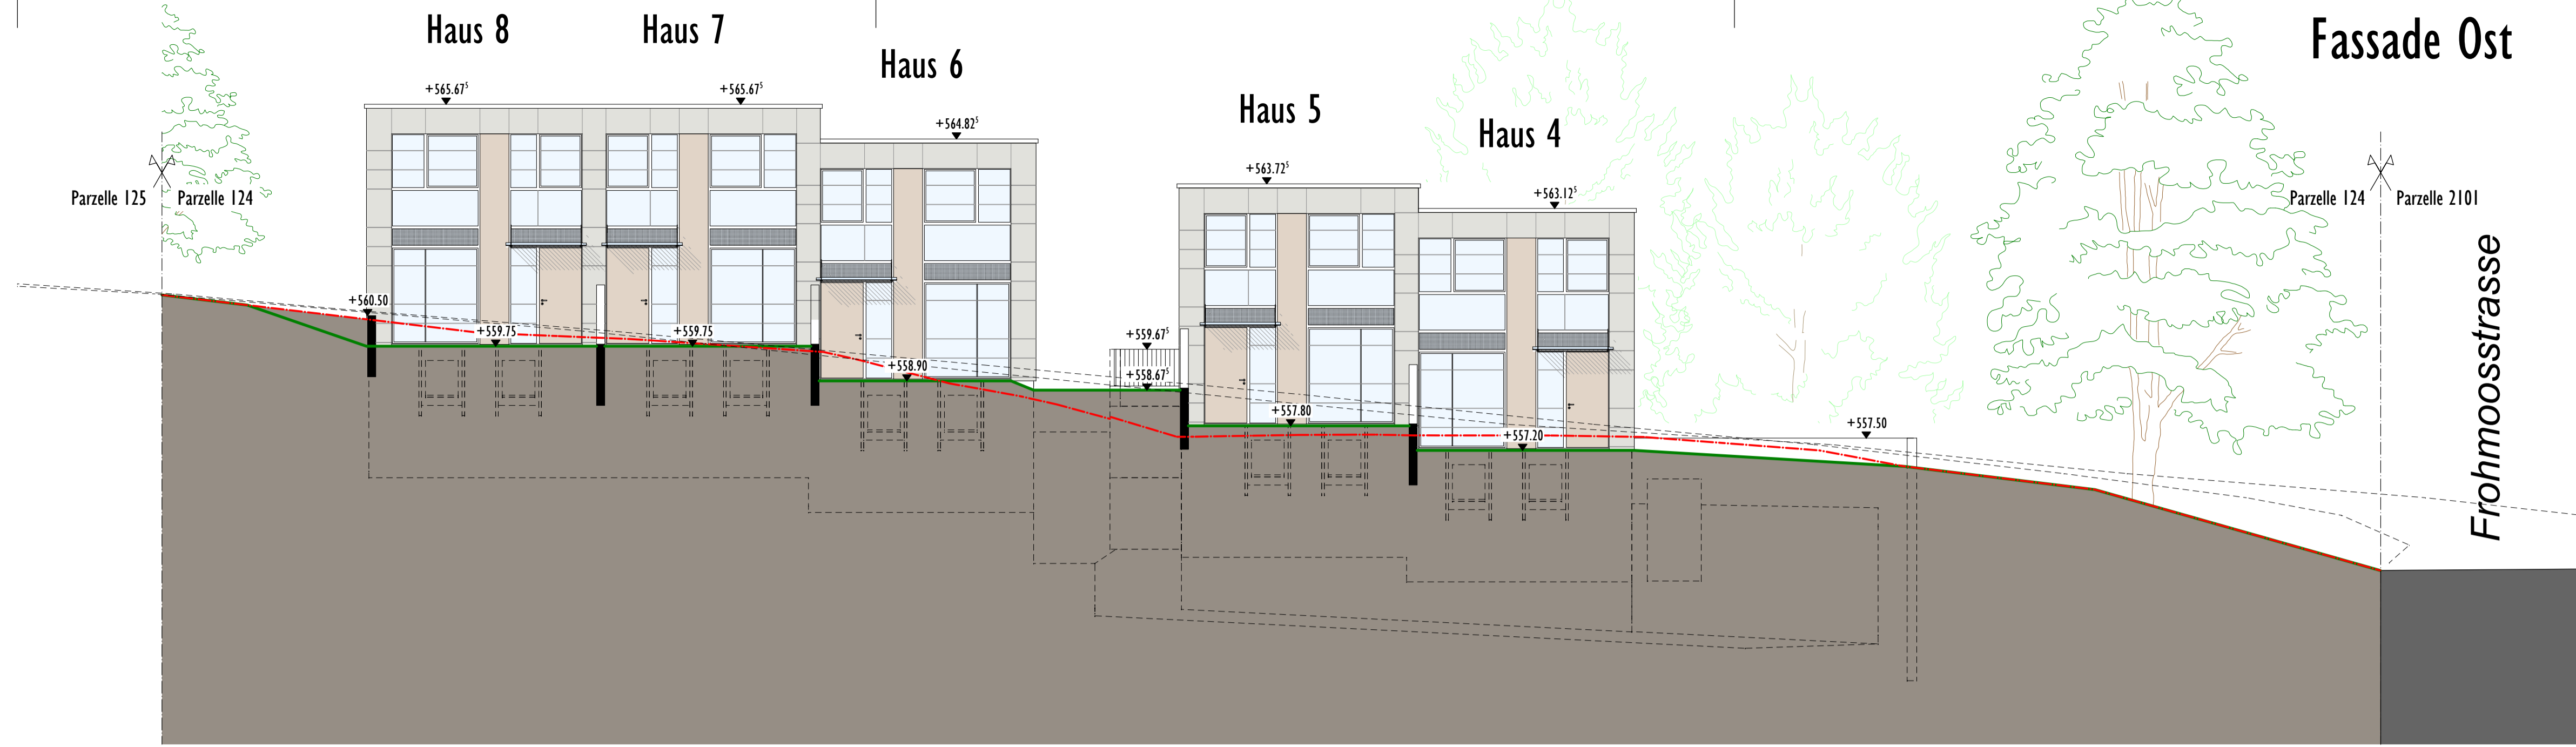 Haus 8
Haus 7
Haus 6
Haus 5
Haus 4
Fassade Ost
+565.67⁵
+565.67⁵
+564.82⁵
+563.72⁵
+563.12⁵
Parzelle 125
Parzelle 124
Parzelle 124
Parzelle 2101
Frohmoosstrasse
+560.50
+559.75
+559.75
+558.90
+559.67⁵
+558.67⁵
+557.80
+557.20
+557.50